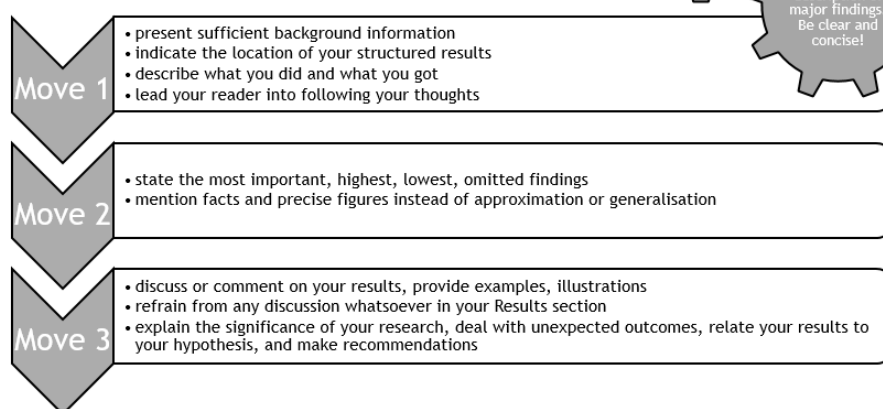 major findings
Be clear and
concise!
Move 1
• present sufficient background information
• indicate the location of your structured results
• describe what you did and what you got
• lead your reader into following your thoughts
Move 2
• state the most important, highest, lowest, omitted findings
• mention facts and precise figures instead of approximation or generalisation
Move 3
• discuss or comment on your results, provide examples, illustrations
• refrain from any discussion whatsoever in your Results section
• explain the significance of your research, deal with unexpected outcomes, relate your results to
your hypothesis, and make recommendations